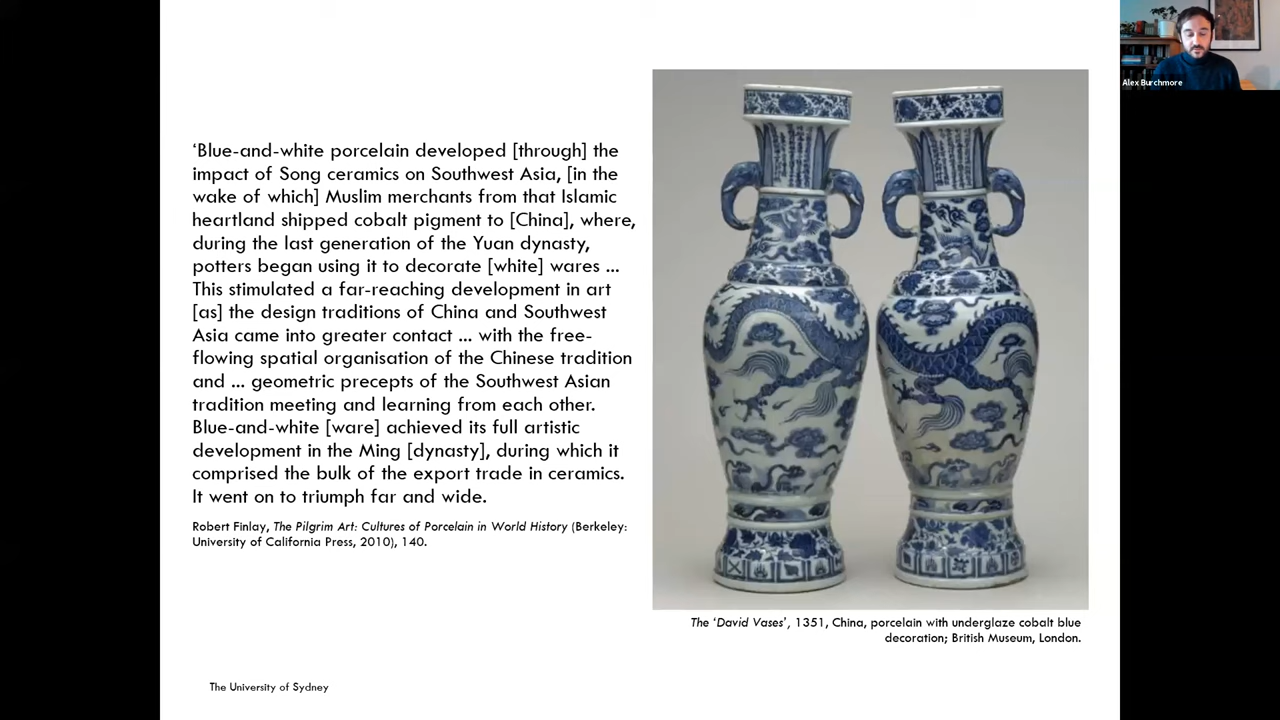 ‘Blue-and-white porcelain developed [through] the
impact of Song ceramics on Southwest Asia, [in the
wake of which] Muslim merchants from that Islamic
heartland shipped cobalt pigment to [China], where,
during the last generation of the Yuan dynasty,
potters began using it to decorate [white] wares ...
This stimulated a far-reaching development in art
[as] the design traditions of China and Southwest
Asia came into greater contact ... with the free-
flowing spatial organisation of the Chinese tradition
and ... geometric precepts of the Southwest Asian
tradition meeting and learning from each other.
Blue-and-white [ware] achieved its full artistic
development in the Ming [dynasty], during which it
comprised the bulk of the export trade in ceramics.
It went on to triumph far and wide.
Robert Finlay, The Pilgrim Art: Cultures of Porcelain in World History (Berkeley:
University of California Press, 2010), 140.
The ‘David Vases’, 1351, China, porcelain with underglaze cobalt blue
decoration; British Museum, London.
The University of Sydney
Alex Burchmore